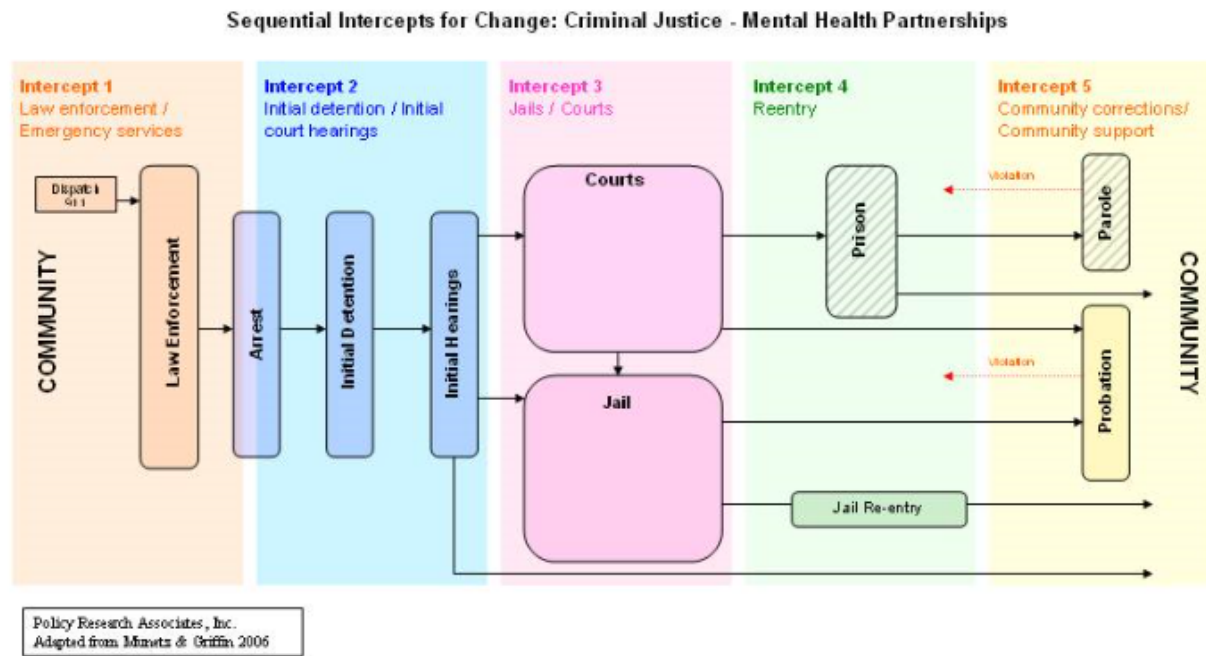 Sequential Intercepts for Change: Criminal Justice - Mental Health Partnerships
Intercept 1
Law enforcement /
Emergency services
Intercept 2
Initial detention / Initial
court hearings
Intercept 3
Jails / Courts
Intercept 4
Reentry
Intercept 5
Community corrections/
Community support
Dispatch
911
COMMUNITY
Law Enforcement
Arrest
Initial Detention
Initial Hearings
Courts
Jail
Prison
Jail Re-entry
Violation
Parole
Violation
Probation
COMMUNITY
Policy Research Associates, Inc.
Adapted from Munetz & Griffin 2006